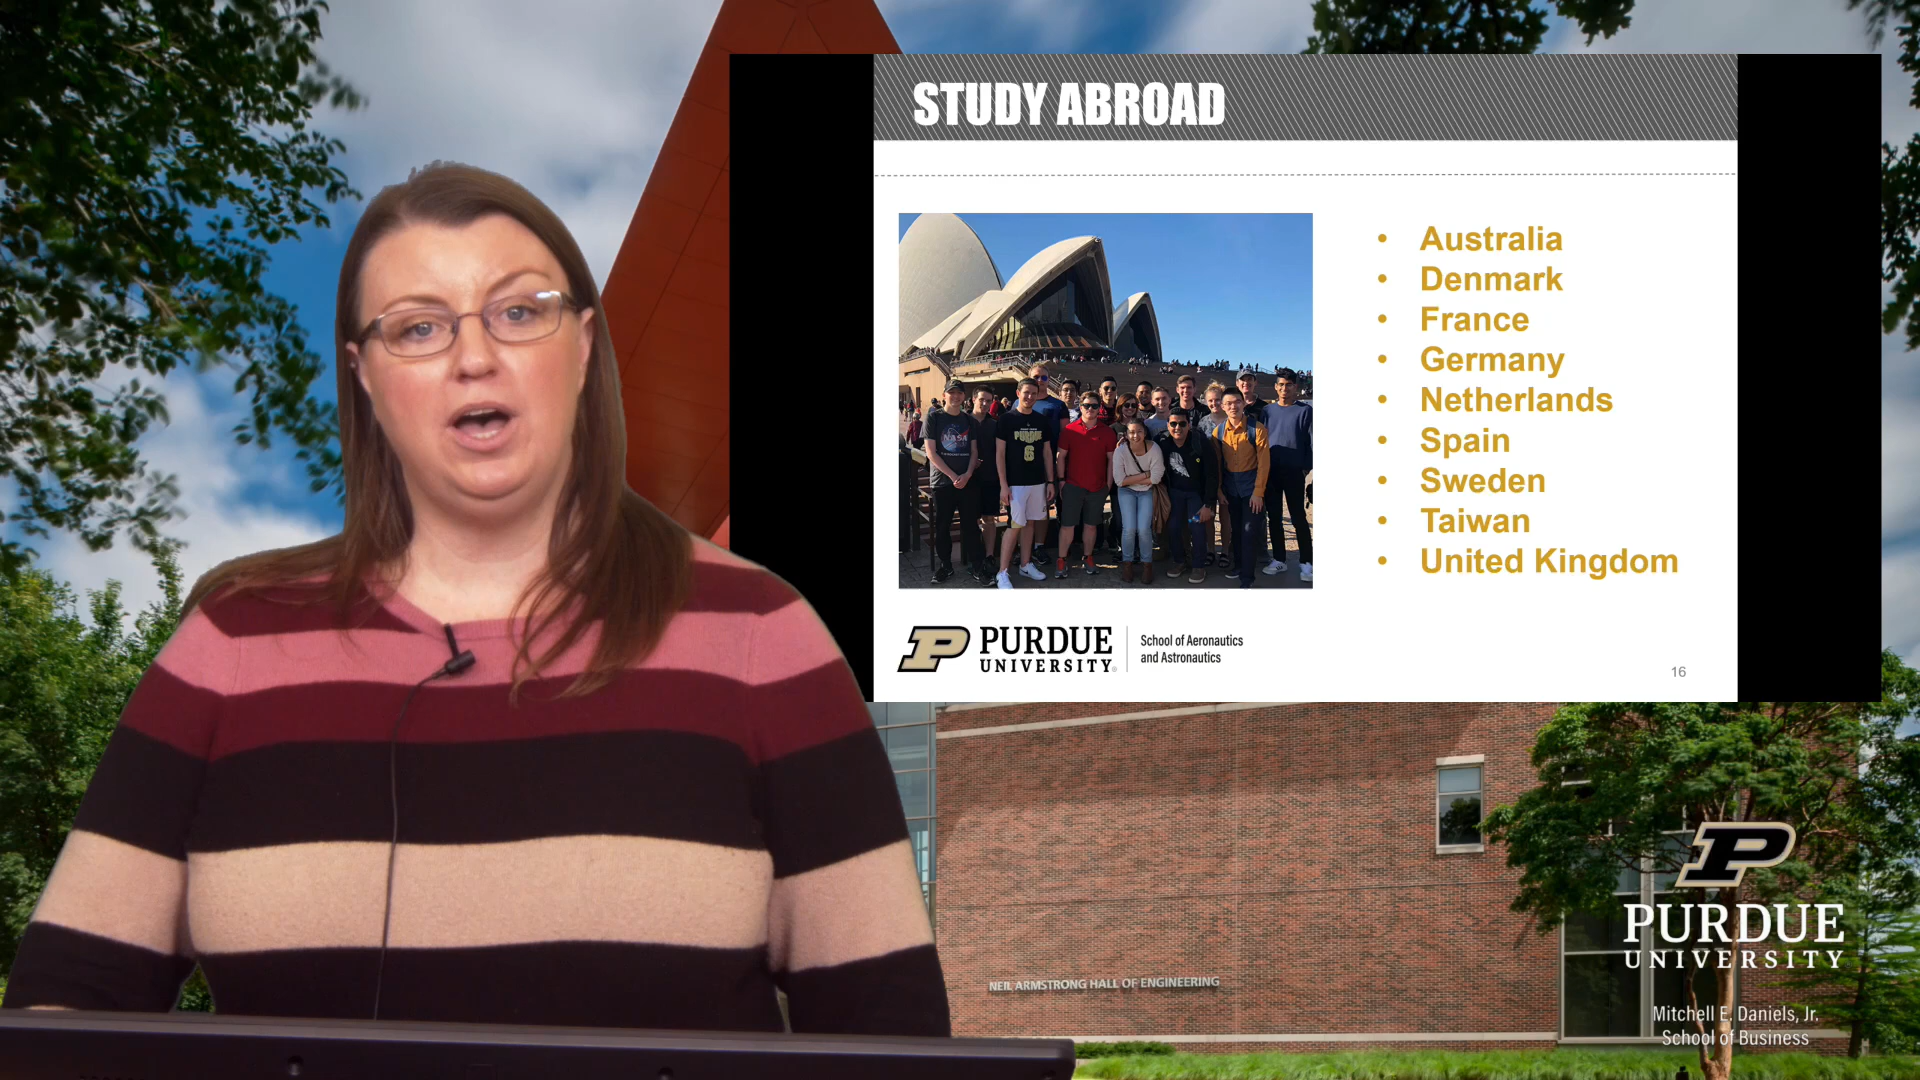 STUDY ABROAD
• Australia
• Denmark
• France
• Germany
• Netherlands
• Spain
• Sweden
• Taiwan
• United Kingdom
NASA
PURDUE
6
P PURDUE
UNIVERSITY®
School of Aeronautics
and Astronautics
16
NEIL ARMSTRONG HALL OF ENGINEERING
P
PURDUE
UNIVERSITY
Mitchell E. Daniels, Jr.
School of Business